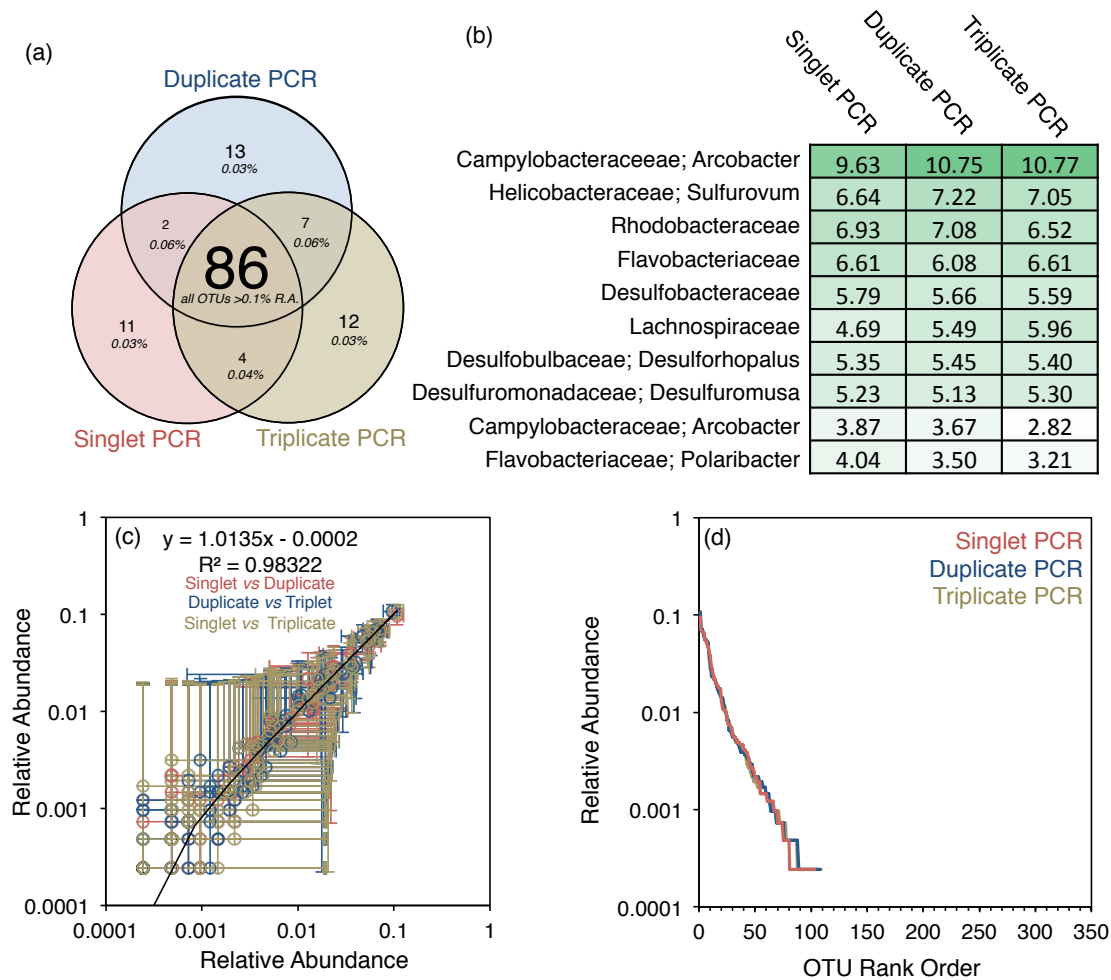 (a)
Duplicate PCR
13
0.03%
2
0.06%
7
0.06%
86
all OTUs >0.1% R.A.
11
0.03%
12
0.03%
4
0.04%
Singlet PCR
Triplicate PCR
(b)
Singlet PCR
Duplicate PCR
Triplicate PCR
Campylobacteraceeae; Arcobacter 9.63 10.75 10.77
Helicobacteraceae; Sulfurovum 6.64 7.22 7.05
Rhodobacteraceae 6.93 7.08 6.52
Flavobacteriaceae 6.61 6.08 6.61
Desulfobacteraceae 5.79 5.66 5.59
Lachnospiraceae 4.69 5.49 5.96
Desulfobulbaceae; Desulforhopalus 5.35 5.45 5.40
Desulfuromonadaceae; Desulfuromusa 5.23 5.13 5.30
Campylobacteraceae; Arcobacter 3.87 3.67 2.82
Flavobacteriaceae; Polaribacter 4.04 3.50 3.21
(c)
y = 1.0135x - 0.0002
R² = 0.98322
Singlet vs Duplicate
Duplicate vs Triplet
Singlet vs Triplicate
Relative Abundance
1
0.1
0.01
0.001
0.0001
0.0001 0.001 0.01 0.1 1
Relative Abundance
(d)
Singlet PCR
Duplicate PCR
Triplicate PCR
Relative Abundance
1
0.1
0.01
0.001
0.0001
0 50 100 150 200 250 300 350
OTU Rank Order